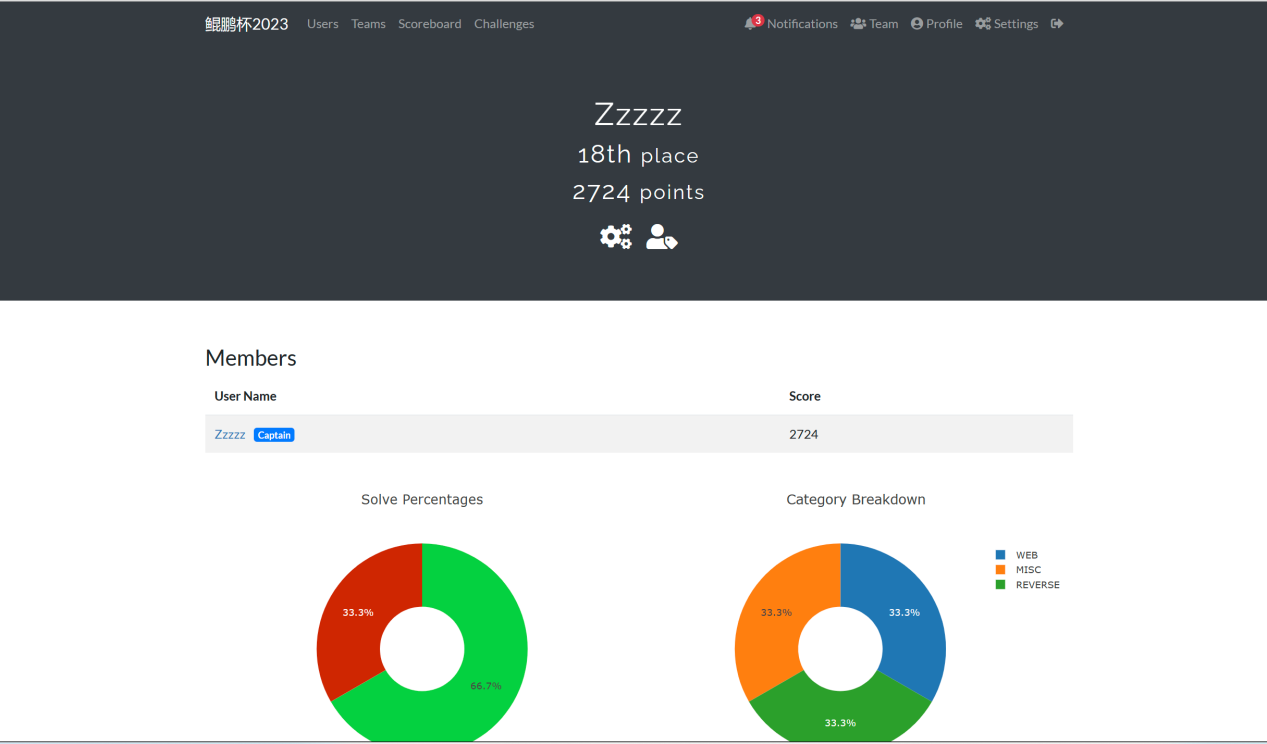 鲲鹏杯2023 Users Teams Scoreboard Challenges 3 Notifications Team Profile Settings
Zzzzz
18th place
2724 points
Members
User Name Score
Zzzzz Captain 2724
Solve Percentages Category Breakdown
WEB
MISC
REVERSE
33.3% 33.3% 33.3%
66.7%
33.3%